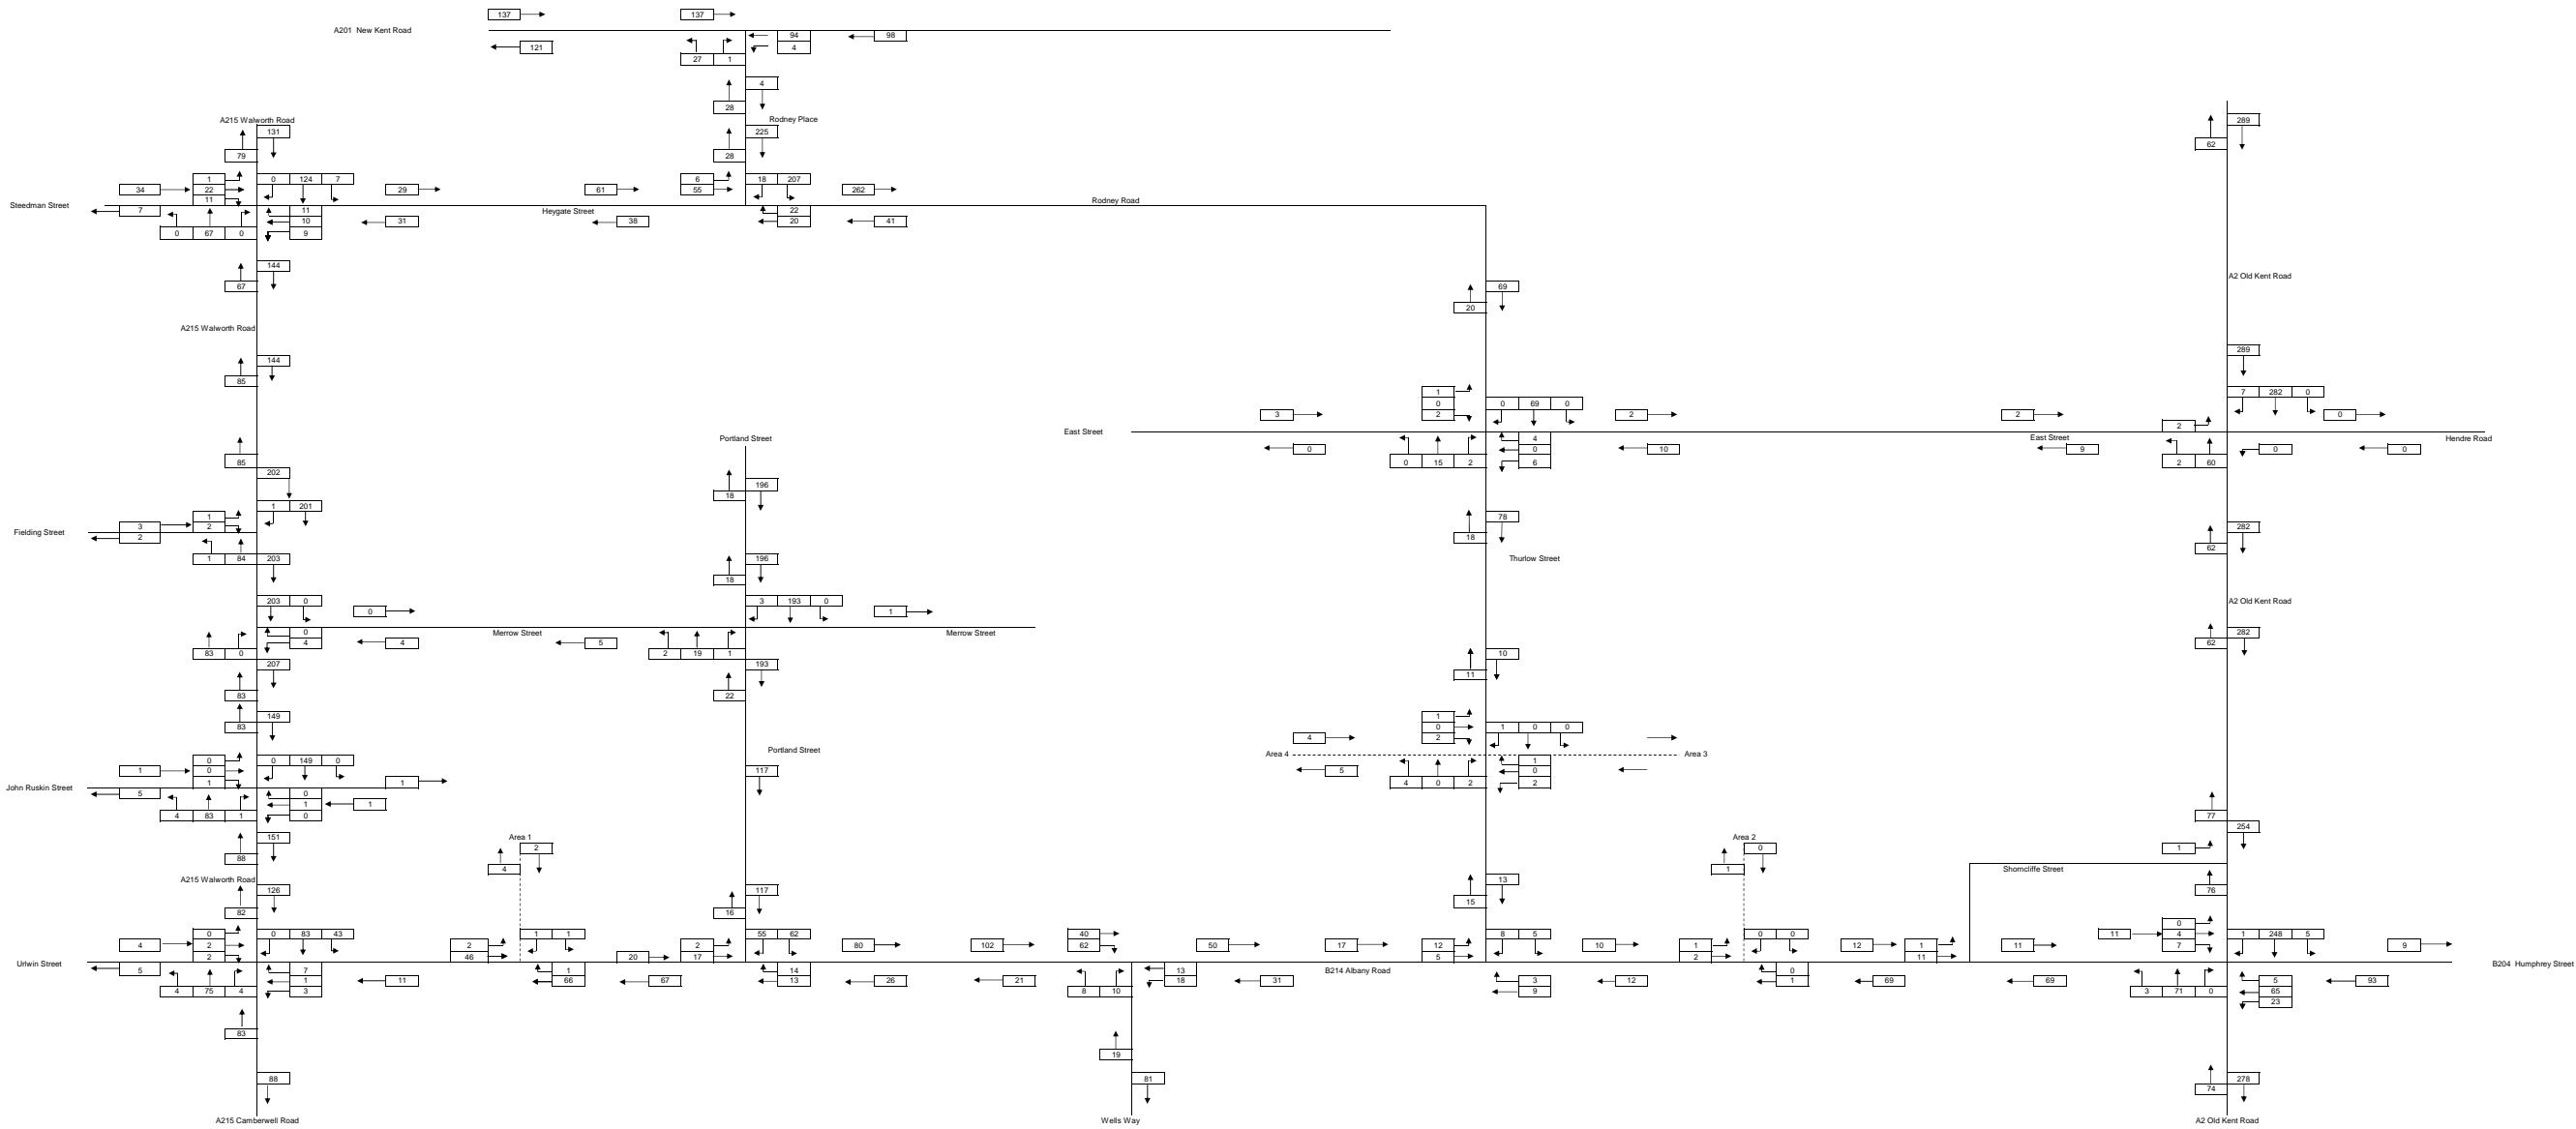 137 137
A201 New Kent Road
94 98
121 4
27 1
4
28
A215 Walworth Road Rodney Place
131 225 289
79 28 62
1 0 124 7 6 18 207
34 22 29 61 55 262
11
Steedman Street Rodney Road
7 11 Heygate Street 22
10 31 38 20 41
0 67 0 9
144 A2 Old Kent Road
67 69
20
A215 Walworth Road
144 289
85
1 7 282 0
0 0 69 0
3 2 2 2 0
2
East Street Portland Street East Street Hendre Road
4
0 0 10 9 0 0
85 0 15 2 6 2 60
202
196
18
1 1 201
3 2 78 282
Fielding Street 2 18 62
1 84 203 196 Thurlow Street
18
203 0 3 193 0 A2 Old Kent Road
0 1
Merrow Street Merrow Street
0 282
4 4 5 62
83 0 2 19 1 10
207 193 11
83 22
83 149 1
0 1 0 0
4 2
Portland Street
Area 4 Area 3
0 0 149 0 1
1 0 117 5 0
1 1 4 0 2 2
John Ruskin Street
5 0
1 1
4 83 1 0 77
151 Area 1 Area 2 254
88 2 0 1
4 1
A215 Walworth Road Shorncliffe Street
126 117 13 76
82 16 15
0 0 83 43 1 1 55 62 40 8 5 0 0 0 1 248 5
4 2 2 2 80 102 62 50 17 12 10 1 12 1 11 11 4 9
2 46 20 17 5 2 11 7
Urlwin Street B214 Albany Road B204 Humphrey Street
5 7 1 14 13 3 0 5
1 11 66 67 13 26 21 18 31 9 12 1 69 69 65 93
4 75 4 3 8 10 3 71 0 23
83 19
88 81 74 278
A215 Camberwell Road Wells Way A2 Old Kent Road